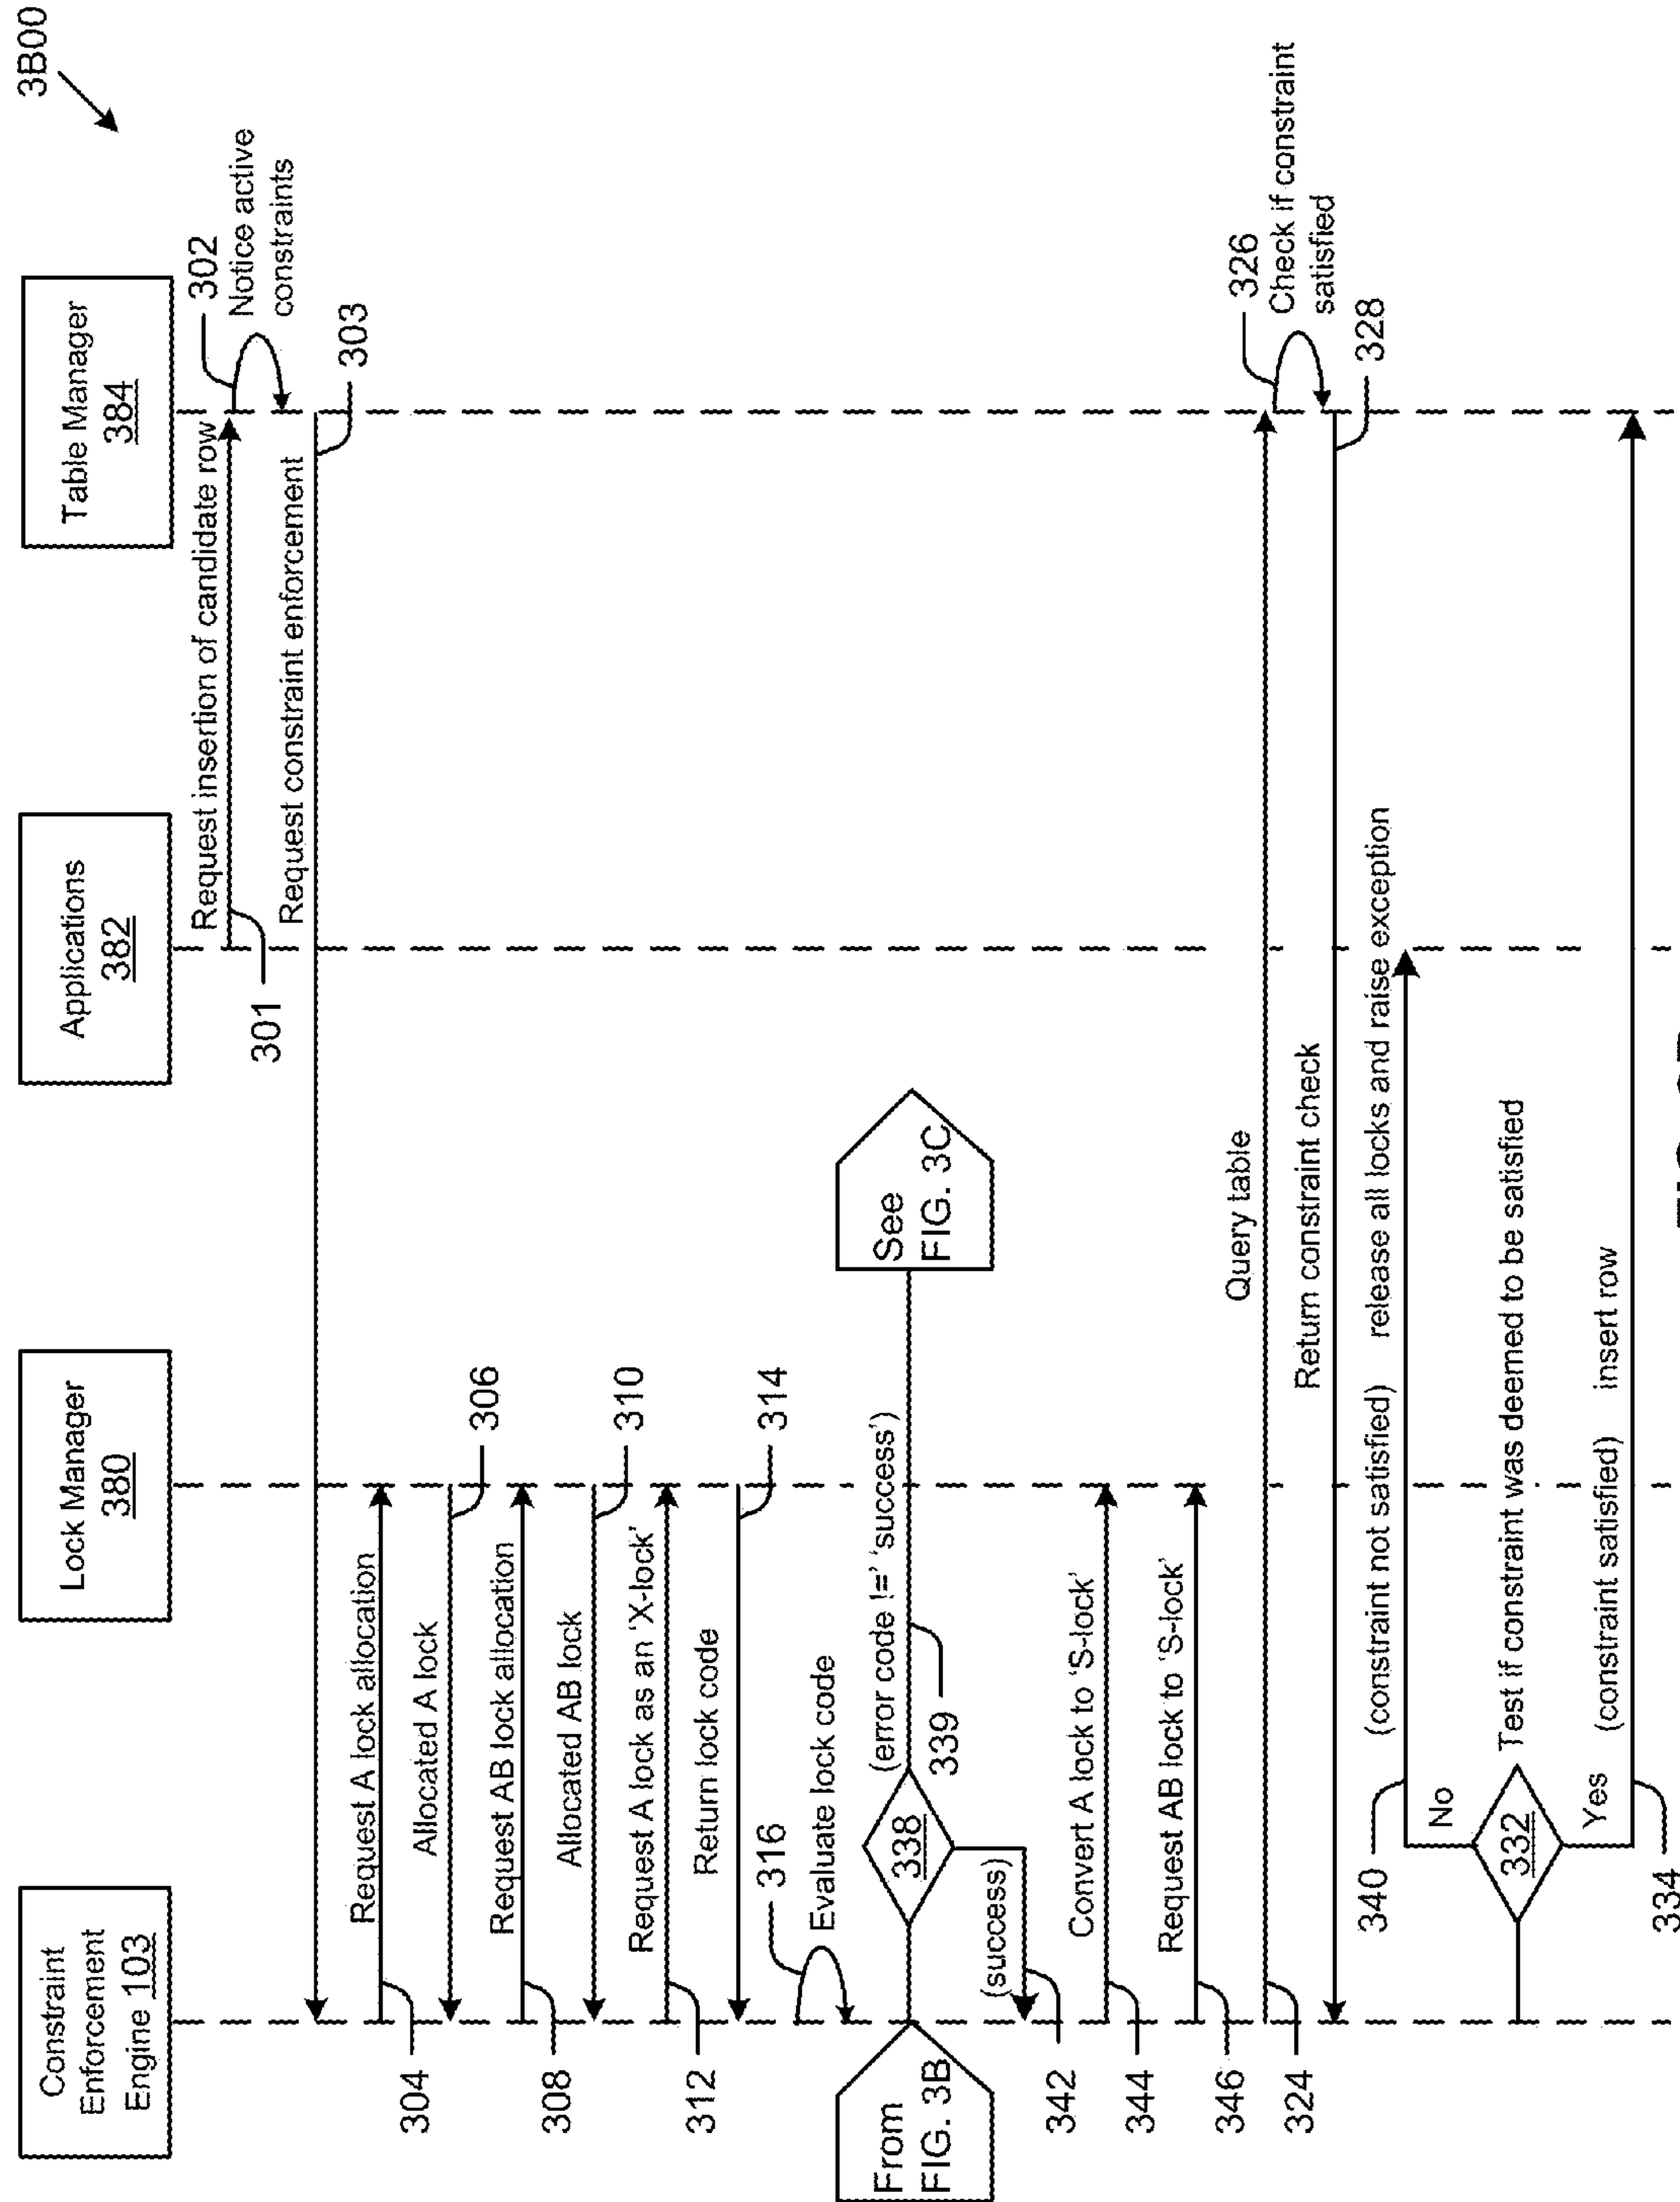 3B00
Constraint
Enforcement
Engine 103
Lock Manager
380
Applications
382
Table Manager
384
301
Request insertion of candidate row
302
Notice active
constraints
Request constraint enforcement
303
304
Request A lock allocation
Allocated A lock
306
308
Request AB lock allocation
Allocated AB lock
310
312
Request A lock as an 'X-lock'
Return lock code
314
316
Evaluate lock code
From
FIG. 3B
338
(error code !=' 'success')
339
See
FIG. 3C
(success)
342
344
Convert A lock to 'S-lock'
346
Request AB lock to 'S-lock'
324
Query table
326
Check if constraint
satisfied
Return constraint check
328
340
No
(constraint not satisfied) release all locks and raise exception
332
Test if constraint was deemed to be satisfied
Yes
(constraint satisfied) insert row
334